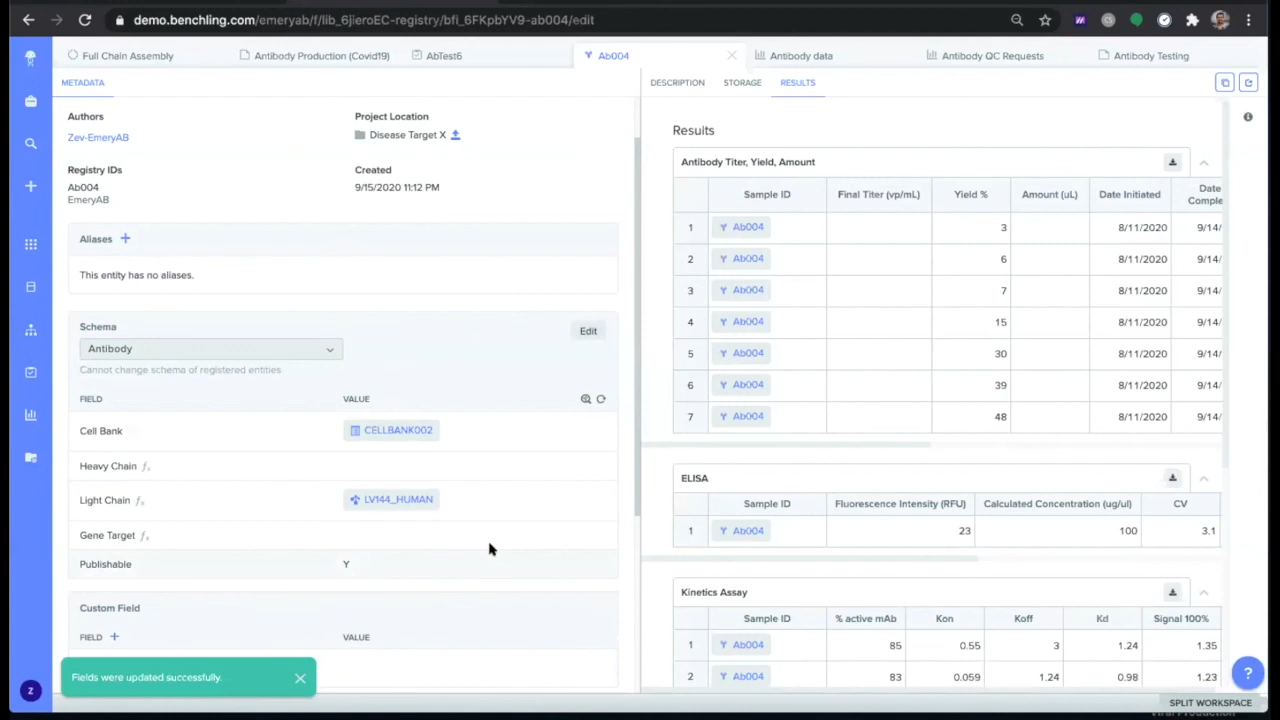 demo.benchling.com/emeryab/f/lib_6jieroEC-registry/bfi_6FKpbYV9-ab004/edit
Full Chain Assembly
Antibody Production (Covid19)
AbTest6
Ab004
Antibody data
Antibody QC Requests
Antibody Testing
METADATA
DESCRIPTION STORAGE RESULTS
Authors
Zev-EmeryAB
Project Location
Disease Target X
Registry IDs
Ab004
EmeryAB
Created
9/15/2020 11:12 PM
Aliases +
This entity has no aliases.
Schema
Edit
Antibody
Cannot change schema of registered entities
FIELD VALUE
Cell Bank CELLBANK002
Heavy Chain fx
Light Chain fx LV144_HUMAN
Gene Target fx
Publishable Y
Custom Field
FIELD + VALUE
Fields were updated successfully.
Z
Results
Antibody Titer, Yield, Amount
Sample ID Final Titer (vp/mL) Yield % Amount (uL) Date Initiated Date Comple
1 Ab004 3 8/11/2020 9/14/
2 Ab004 6 8/11/2020 9/14/
3 Ab004 7 8/11/2020 9/14/
4 Ab004 15 8/11/2020 9/14/
5 Ab004 30 8/11/2020 9/14/
6 Ab004 39 8/11/2020 9/14/
7 Ab004 48 8/11/2020 9/14/
ELISA
Sample ID Fluorescence Intensity (RFU) Calculated Concentration (ug/ul) CV
1 Ab004 23 100 3.1
Kinetics Assay
Sample ID % active mAb Kon Koff Kd Signal 100%
1 Ab004 85 0.55 3 1.24 1.35
2 Ab004 83 0.059 1.24 0.98 1.23
?
SPLIT WORKSPACE